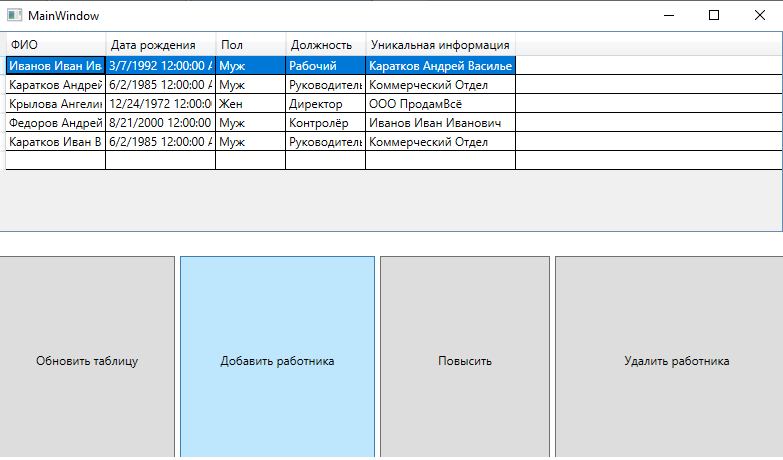 MainWindow
ФИО Дата рождения Пол Должность Уникальная информация
Иванов Иван Ив 3/7/1992 12:00:00 A Муж Рабочий Каратков Андрей Василье
Каратков Андрей 6/2/1985 12:00:00 A Муж Руководитель Коммерческий Отдел
Крылова Ангелин 12/24/1972 12:00:0 Жен Директор ООО ПродамВсё
Федоров Андрей 8/21/2000 12:00:00 Муж Контролёр Иванов Иван Иванович
Каратков Иван В 6/2/1985 12:00:00 A Муж Руководитель Коммерческий Отдел
Обновить таблицу Добавить работника Повысить Удалить работника